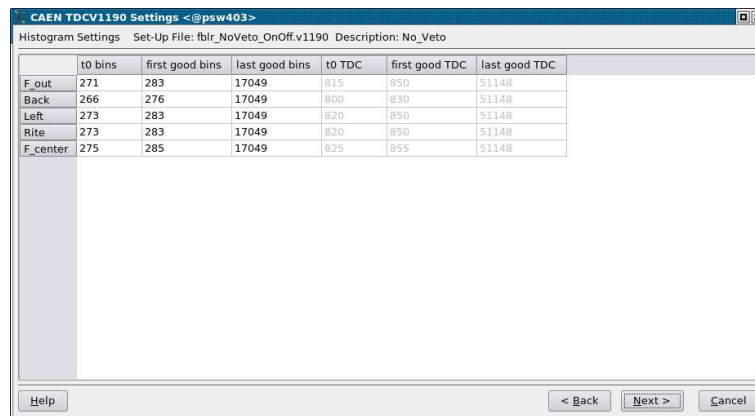 CAEN TDCV1190 Settings <@psw403>
Histogram Settings Set-Up File: fblr_NoVeto_OnOff.v1190 Description: No_Veto
t0 bins first good bins last good bins t0 TDC first good TDC last good TDC
F_out 271 283 17049 815 850 51148
Back 266 276 17049 800 830 51148
Left 273 283 17049 820 850 51148
Rite 273 283 17049 820 850 51148
F_center 275 285 17049 825 855 51148
Help < Back Next > Cancel